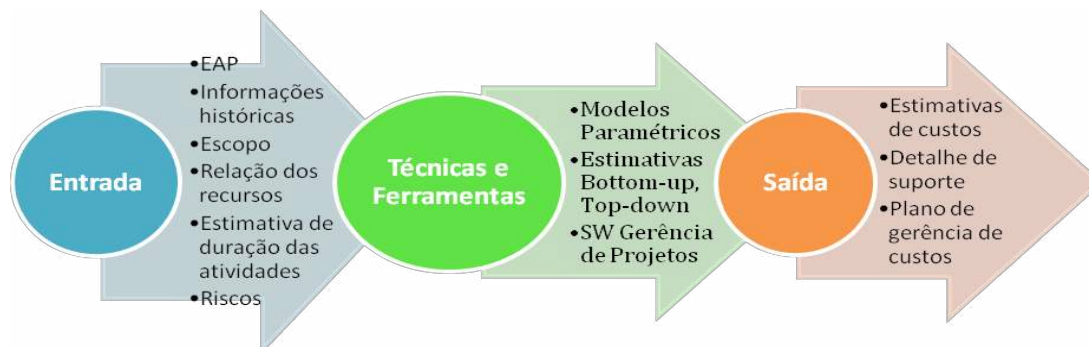 Entrada
•EAP
•Informações
históricas
•Escopo
•Relação dos
recursos
•Estimativa de
duração das
atividades
•Riscos
Técnicas e
Ferramentas
•Modelos
Paramétricos
•Estimativas
Bottom-up,
Top-down
•SW Gerência
de Projetos
Saída
•Estimativas
de custos
•Detalhe de
suporte
•Plano de
gerência de
custos